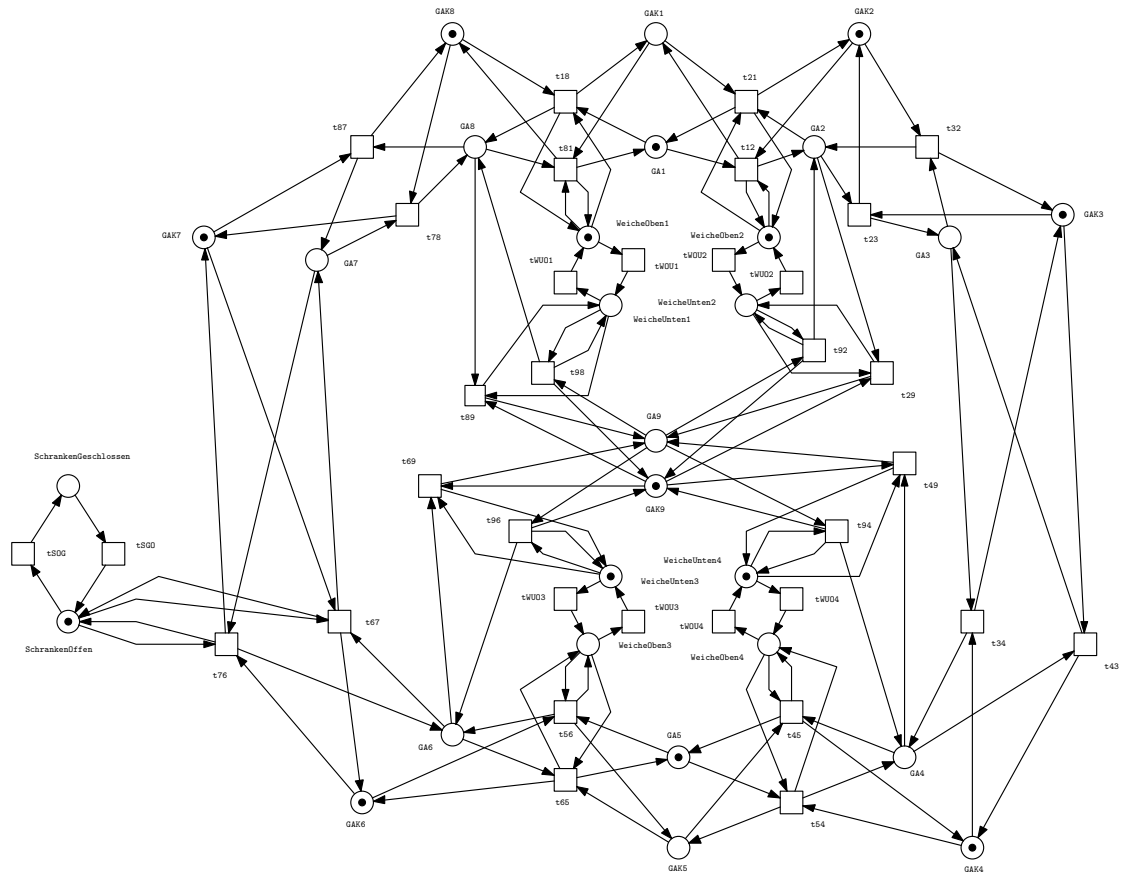 GAK8
GAK1
GAK2
t18
t21
t87
GA8
GA2
t32
t81
t12
GA1
GAK7
WeicheOben1
WeicheOben2
GAK3
t78
t23
GA7
GA3
tWUO1
tWOU1
tWOU2
tWUO2
WeicheUnten2
WeicheUnten1
t98
t92
t89
t29
GA9
SchrankenGeschlossen
t69
t49
GAK9
t96
t94
tSOG
tSGO
WeicheUnten3
WeicheUnten4
tWUO3
tWOU3
tWUO4
tWOU4
SchrankenOffen
t67
t34
WeicheOben3
WeicheOben4
t76
t43
GA6
t56
GA5
t45
GA4
t65
t54
GAK6
GAK5
GAK4